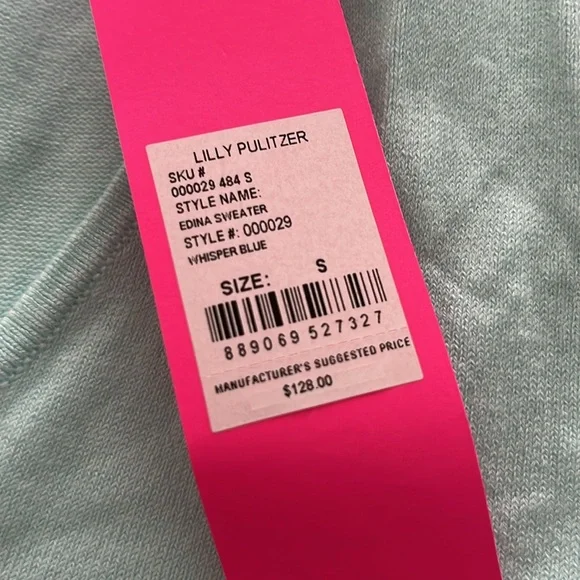 LILLY PULITZER
SKU #
000029 484 S
STYLE NAME:
EDINA SWEATER
STYLE #: 000029
WHISPER BLUE
SIZE: S
889069 527327
MANUFACTURER'S SUGGESTED PRICE
$128.00